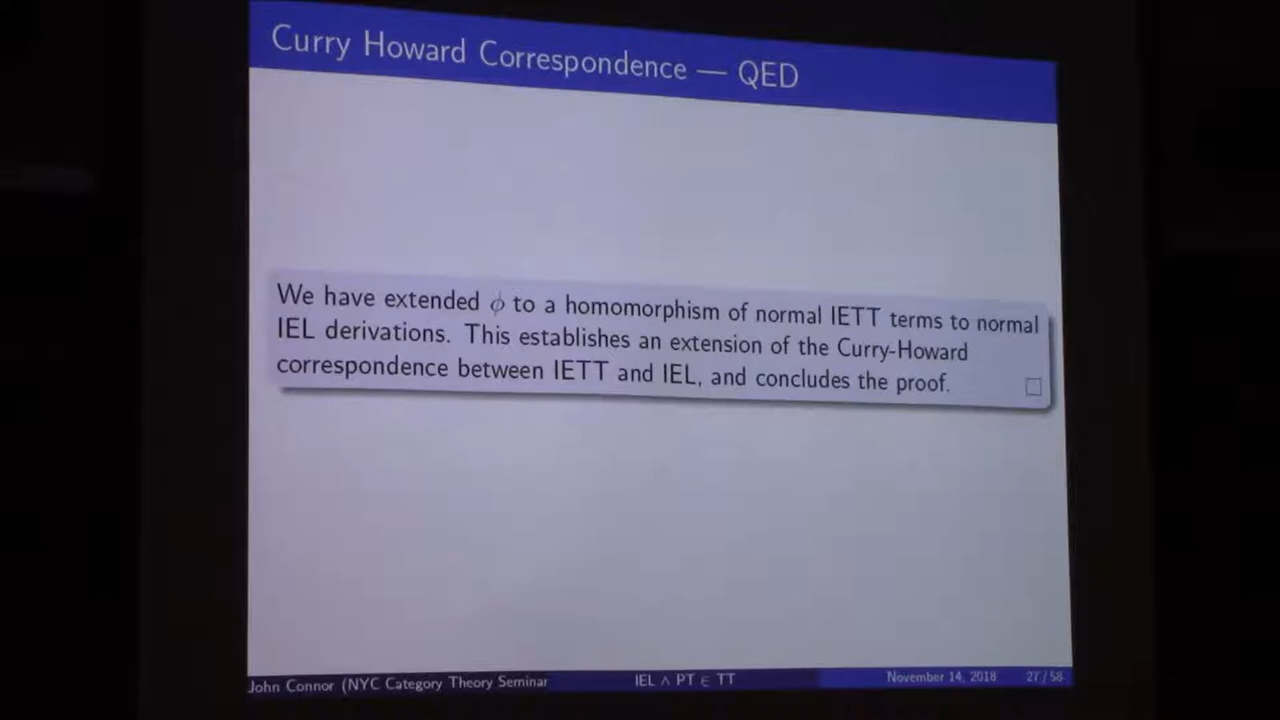 Curry Howard Correspondence — QED
We have extended ϕ to a homomorphism of normal IETT terms to normal
IEL derivations. This establishes an extension of the Curry-Howard
correspondence between IETT and IEL, and concludes the proof. □
John Connor (NYC Category Theory Seminar
IEL ∧ PT ∈ TT
November 14, 2018
27 / 58